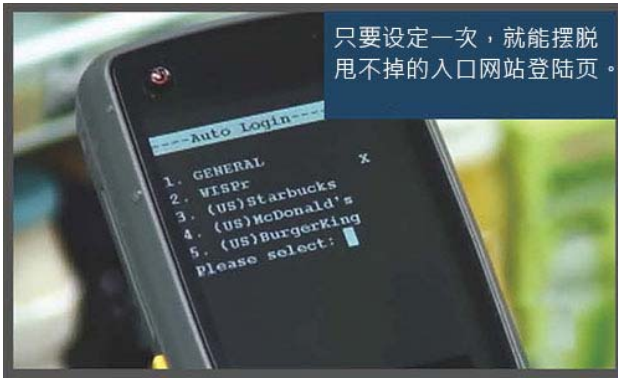 只要设定一次，就能摆脱
甩不掉的入口网站登陆页。
----Auto Login----
1. GENERAL X
2. WISPr
3. (US)Starbucks
4. (US)McDonald's
5. (US)BurgerKing
Please select: